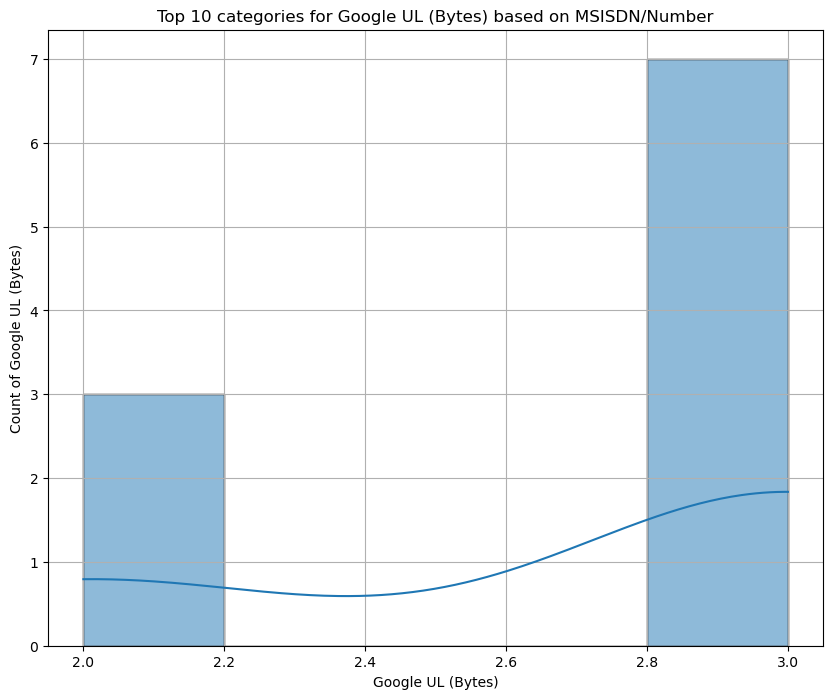 Top 10 categories for Google UL (Bytes) based on MSISDN/Number
7
6
5
4
3
2
1
0
Count of Google UL (Bytes)
2.0 2.2 2.4 2.6 2.8 3.0
Google UL (Bytes)